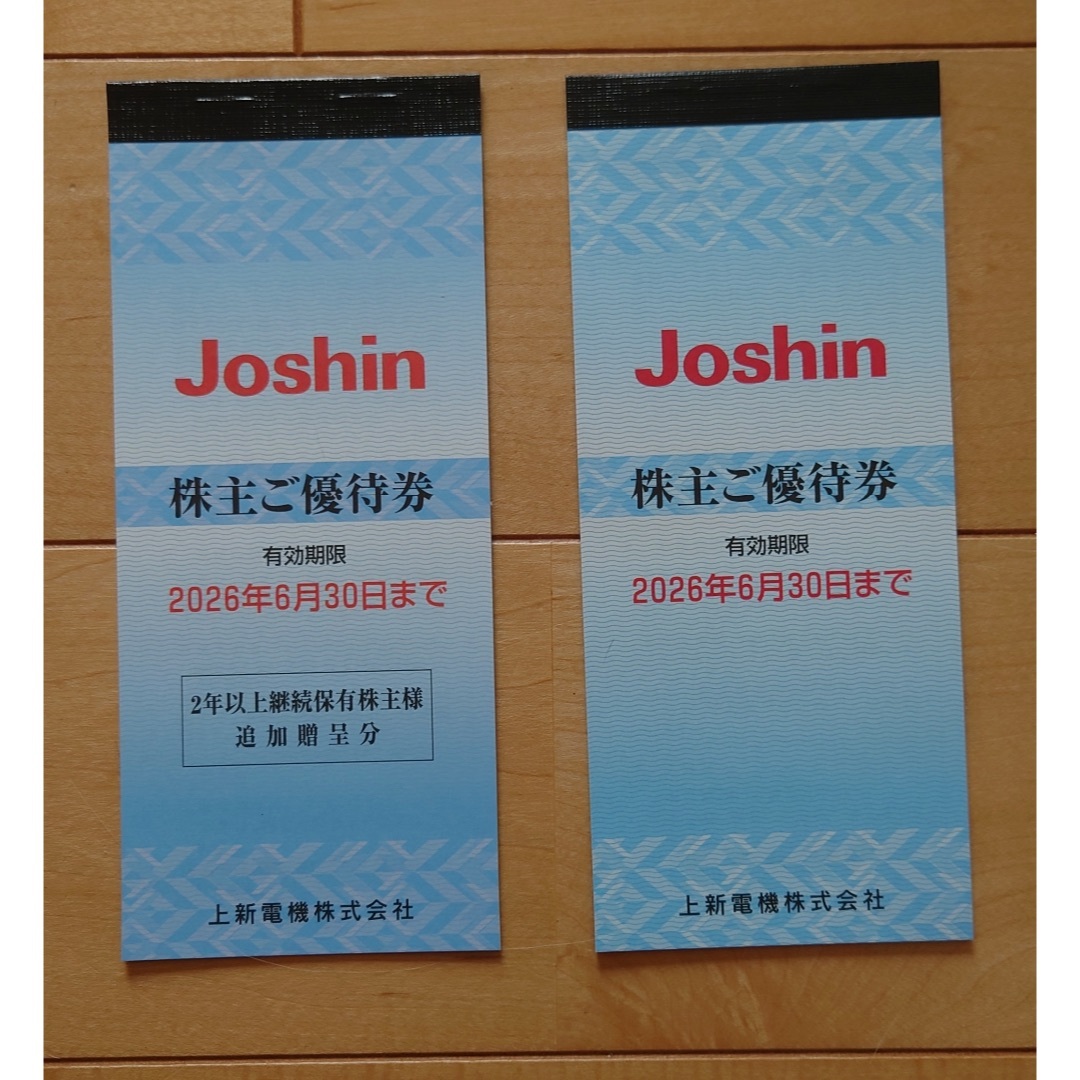 Joshin
株主ご優待券
有効期限
2026年6月30日まで
2年以上継続保有株主様
追加贈呈分
上新電機株式会社
Joshin
株主ご優待券
有効期限
2026年6月30日まで
上新電機株式会社